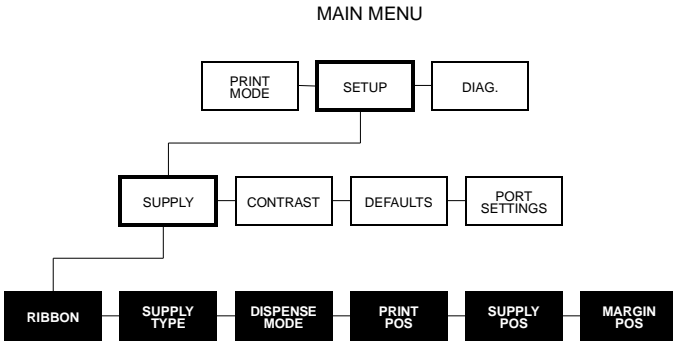 MAIN MENU
PRINT
MODE
SETUP
DIAG.
SUPPLY
CONTRAST
DEFAULTS
PORT
SETTINGS
RIBBON
SUPPLY
TYPE
DISPENSE
MODE
PRINT
POS
SUPPLY
POS
MARGIN
POS